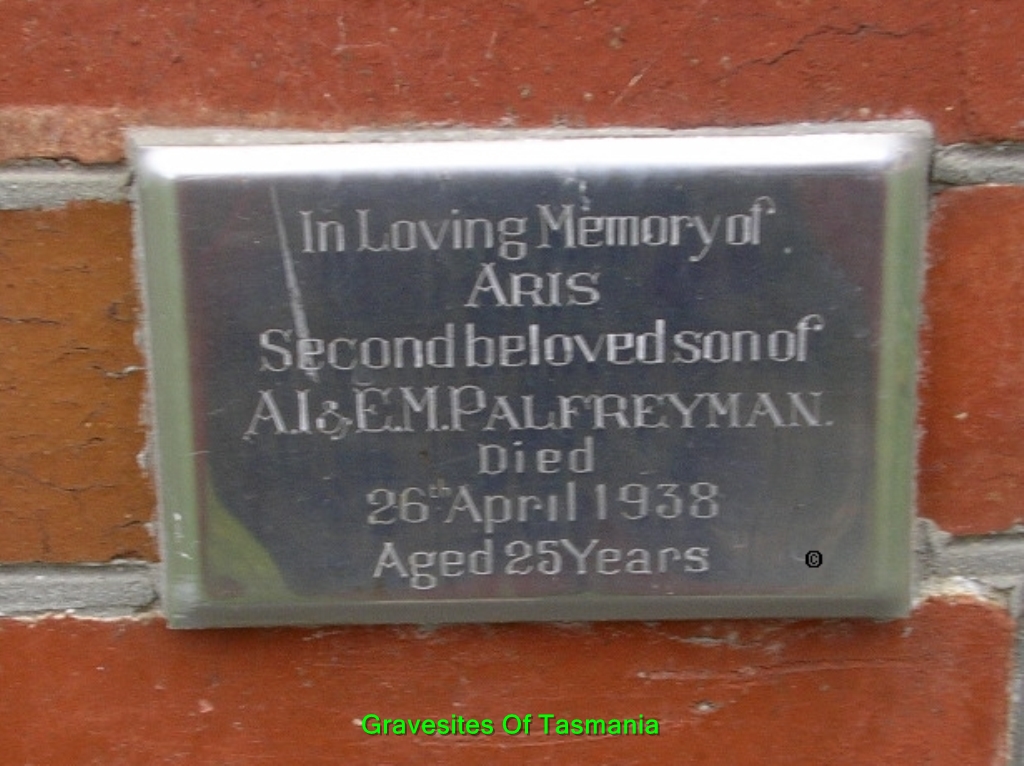 In Loving Memory of
ARIS
Second beloved son of
A.I & E.M. PALFREYMAN.
Died
26th April 1938
Aged 25 Years
©
Gravesites Of Tasmania